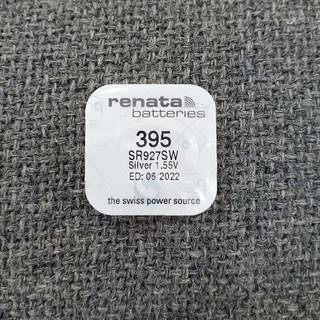 renata
batteries
395
SR927SW
Silver 1.55V
ED: 06/2022
the swiss power source